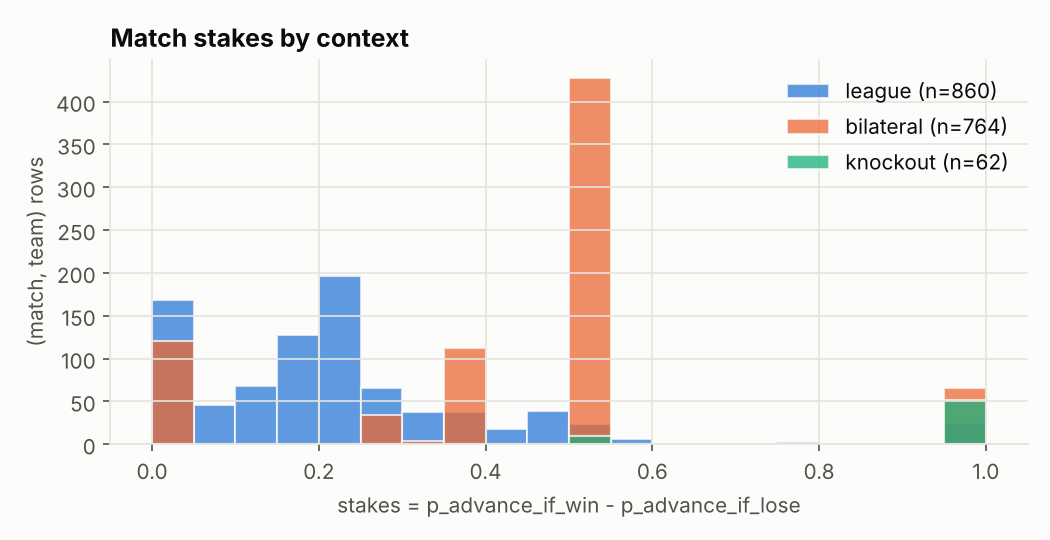 Match stakes by context
league (n=860)
bilateral (n=764)
knockout (n=62)
(match, team) rows
400
350
300
250
200
150
100
50
0
0.0 0.2 0.4 0.6 0.8 1.0
stakes = p_advance_if_win - p_advance_if_lose